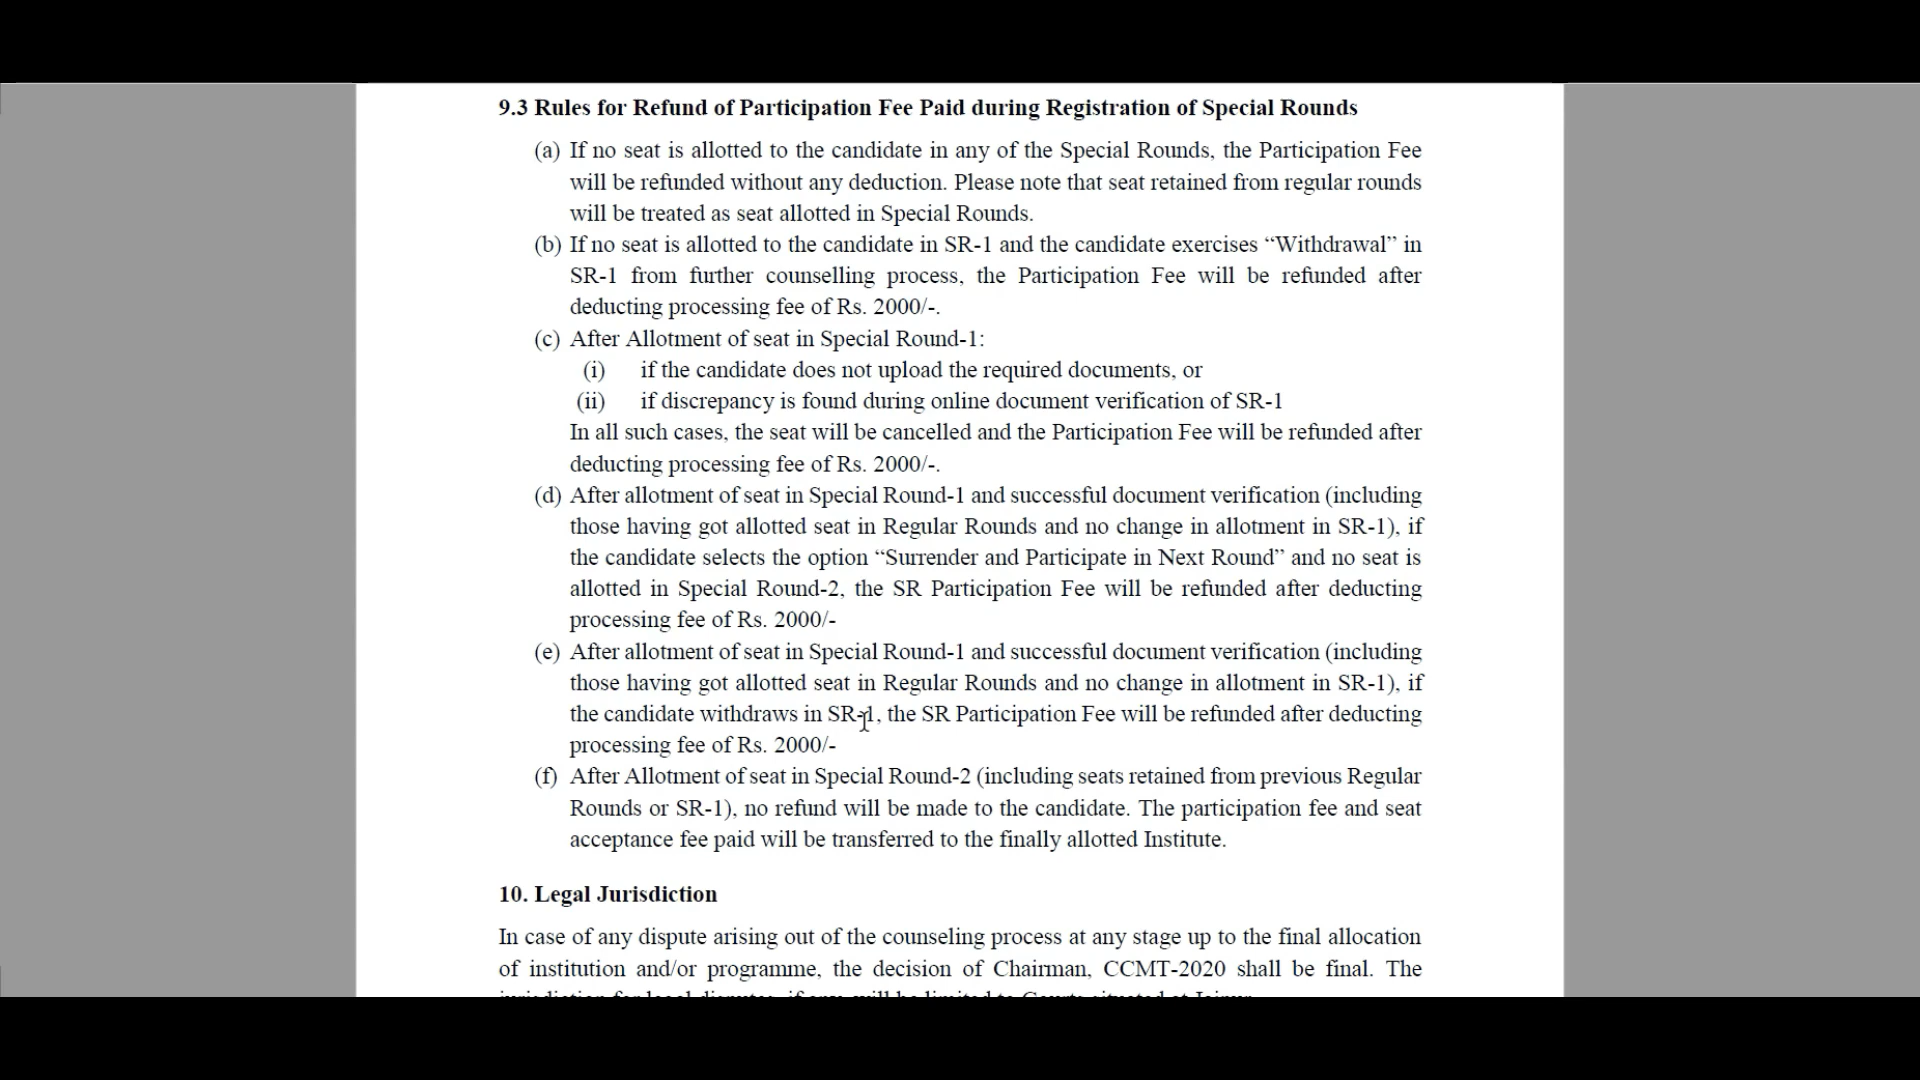 9.3 Rules for Refund of Participation Fee Paid during Registration of Special Rounds
(a) If no seat is allotted to the candidate in any of the Special Rounds, the Participation Fee
will be refunded without any deduction. Please note that seat retained from regular rounds
will be treated as seat allotted in Special Rounds.
(b) If no seat is allotted to the candidate in SR-1 and the candidate exercises “Withdrawal” in
SR-1 from further counselling process, the Participation Fee will be refunded after
deducting processing fee of Rs. 2000/-.
(c) After Allotment of seat in Special Round-1:
(i) if the candidate does not upload the required documents, or
(ii) if discrepancy is found during online document verification of SR-1
In all such cases, the seat will be cancelled and the Participation Fee will be refunded after
deducting processing fee of Rs. 2000/-.
(d) After allotment of seat in Special Round-1 and successful document verification (including
those having got allotted seat in Regular Rounds and no change in allotment in SR-1), if
the candidate selects the option “Surrender and Participate in Next Round” and no seat is
allotted in Special Round-2, the SR Participation Fee will be refunded after deducting
processing fee of Rs. 2000/-
(e) After allotment of seat in Special Round-1 and successful document verification (including
those having got allotted seat in Regular Rounds and no change in allotment in SR-1), if
the candidate withdraws in SR-1, the SR Participation Fee will be refunded after deducting
processing fee of Rs. 2000/-
(f) After Allotment of seat in Special Round-2 (including seats retained from previous Regular
Rounds or SR-1), no refund will be made to the candidate. The participation fee and seat
acceptance fee paid will be transferred to the finally allotted Institute.
10. Legal Jurisdiction
In case of any dispute arising out of the counseling process at any stage up to the final allocation
of institution and/or programme, the decision of Chairman, CCMT-2020 shall be final. The
jurisdiction for legal disputes, if any, will be limited to Courts situated at Jaipur.